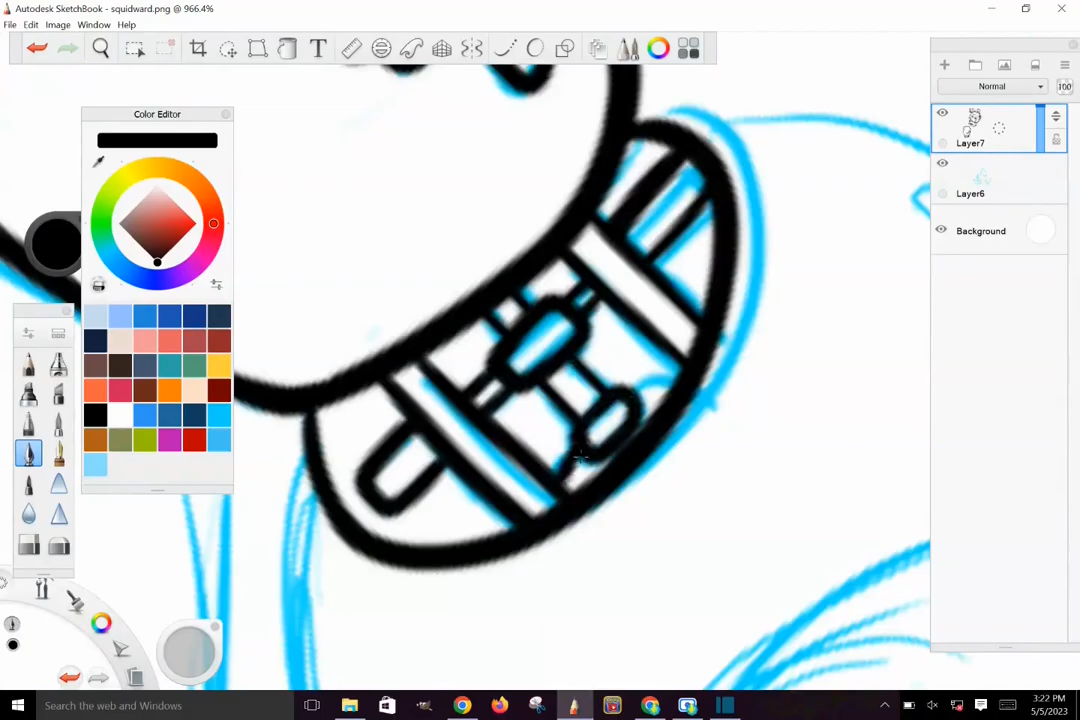 Autodesk SketchBook - squidward.png @ 966.4%
File Edit Image Window Help
T
Color Editor
Normal
100
Layer7
Layer6
Background
Search the web and Windows
3:22 PM
5/5/2023